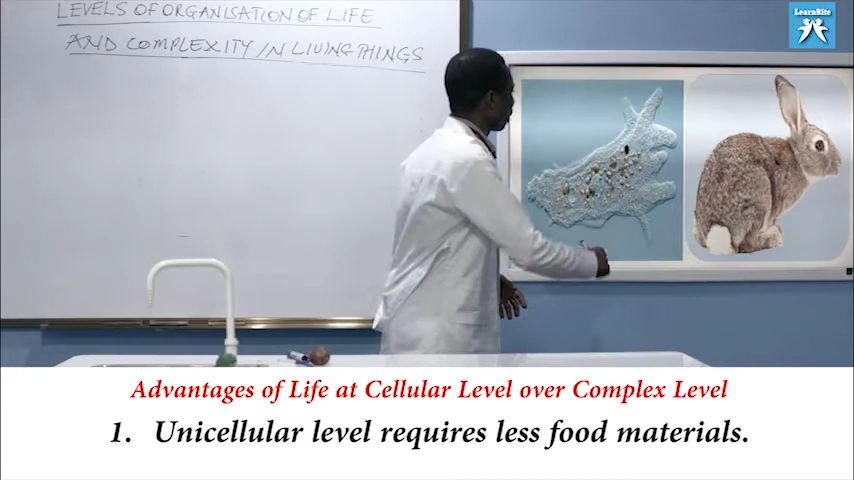 LEVELS OF ORGANISATION OF LIFE
AND COMPLEXITY IN LIVING THINGS
LearnRite
Advantages of Life at Cellular Level over Complex Level
1. Unicellular level requires less food materials.